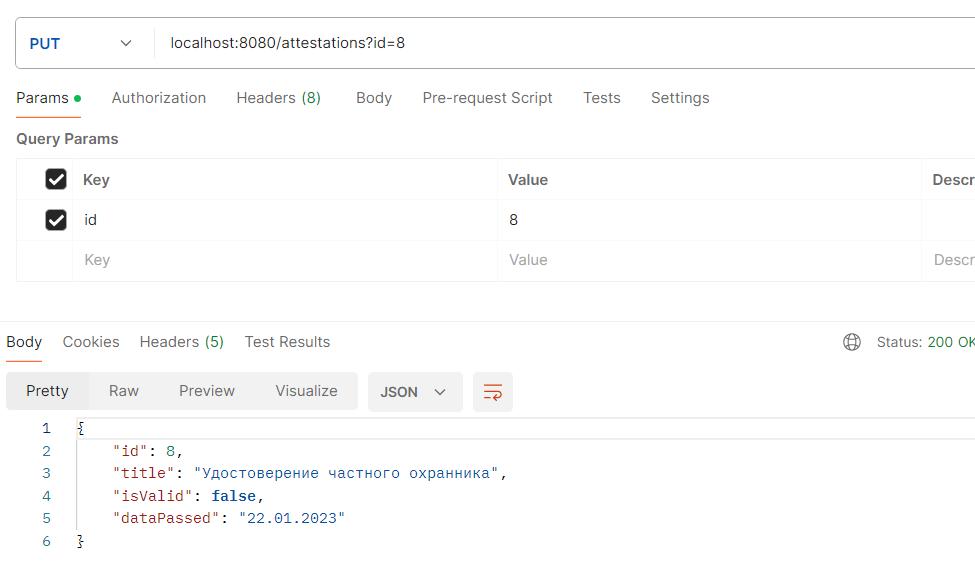 PUT localhost:8080/attestations?id=8
Params Authorization Headers (8) Body Pre-request Script Tests Settings
Query Params
Key Value Descr
id 8
Key Value Descr
Body Cookies Headers (5) Test Results Status: 200 OK
Pretty Raw Preview Visualize JSON
1 {
2 "id": 8,
3 "title": "Удостоверение частного охранника",
4 "isValid": false,
5 "dataPassed": "22.01.2023"
6 }